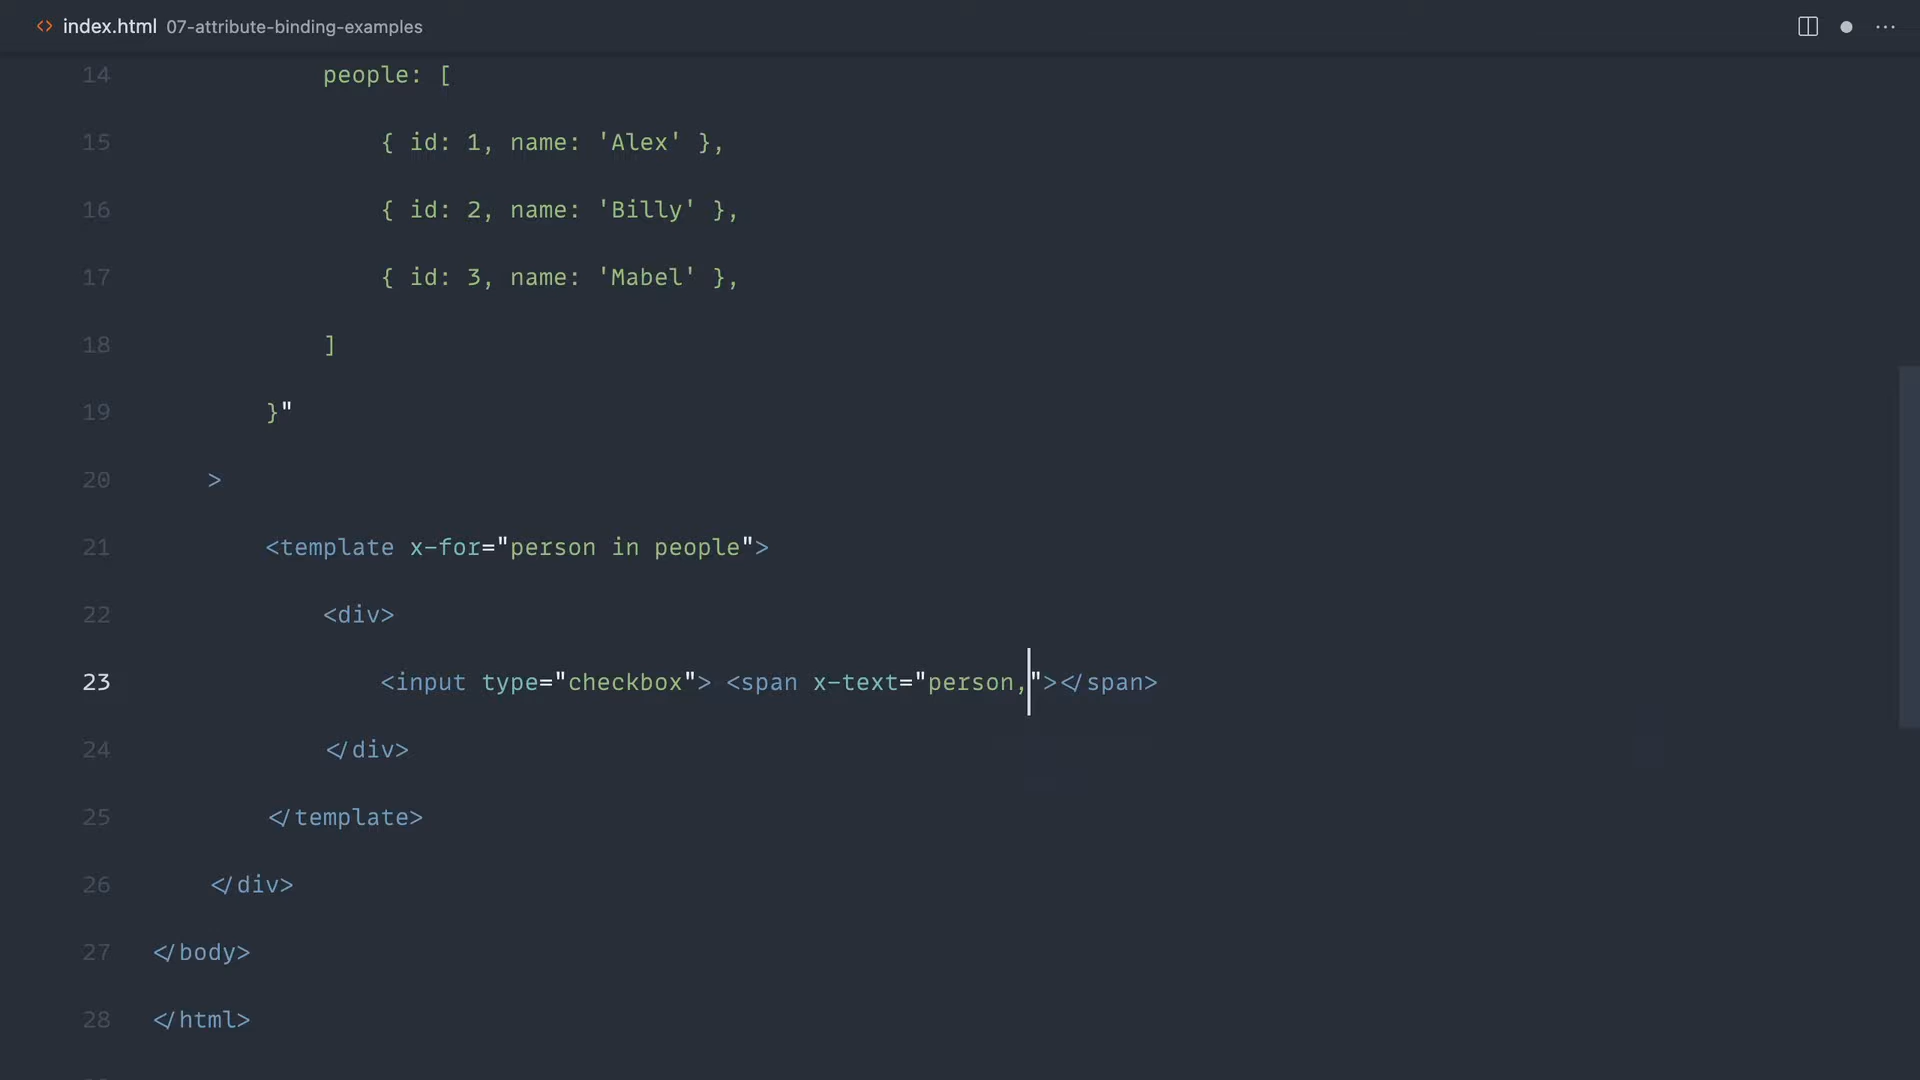 index.html 07-attribute-binding-examples
14 people: [
15 { id: 1, name: 'Alex' },
16 { id: 2, name: 'Billy' },
17 { id: 3, name: 'Mabel' },
18 ]
19 }"
20 >
21 <template x-for="person in people">
22 <div>
23 <input type="checkbox"> <span x-text="person,"></span>
24 </div>
25 </template>
26 </div>
27 </body>
28 </html>